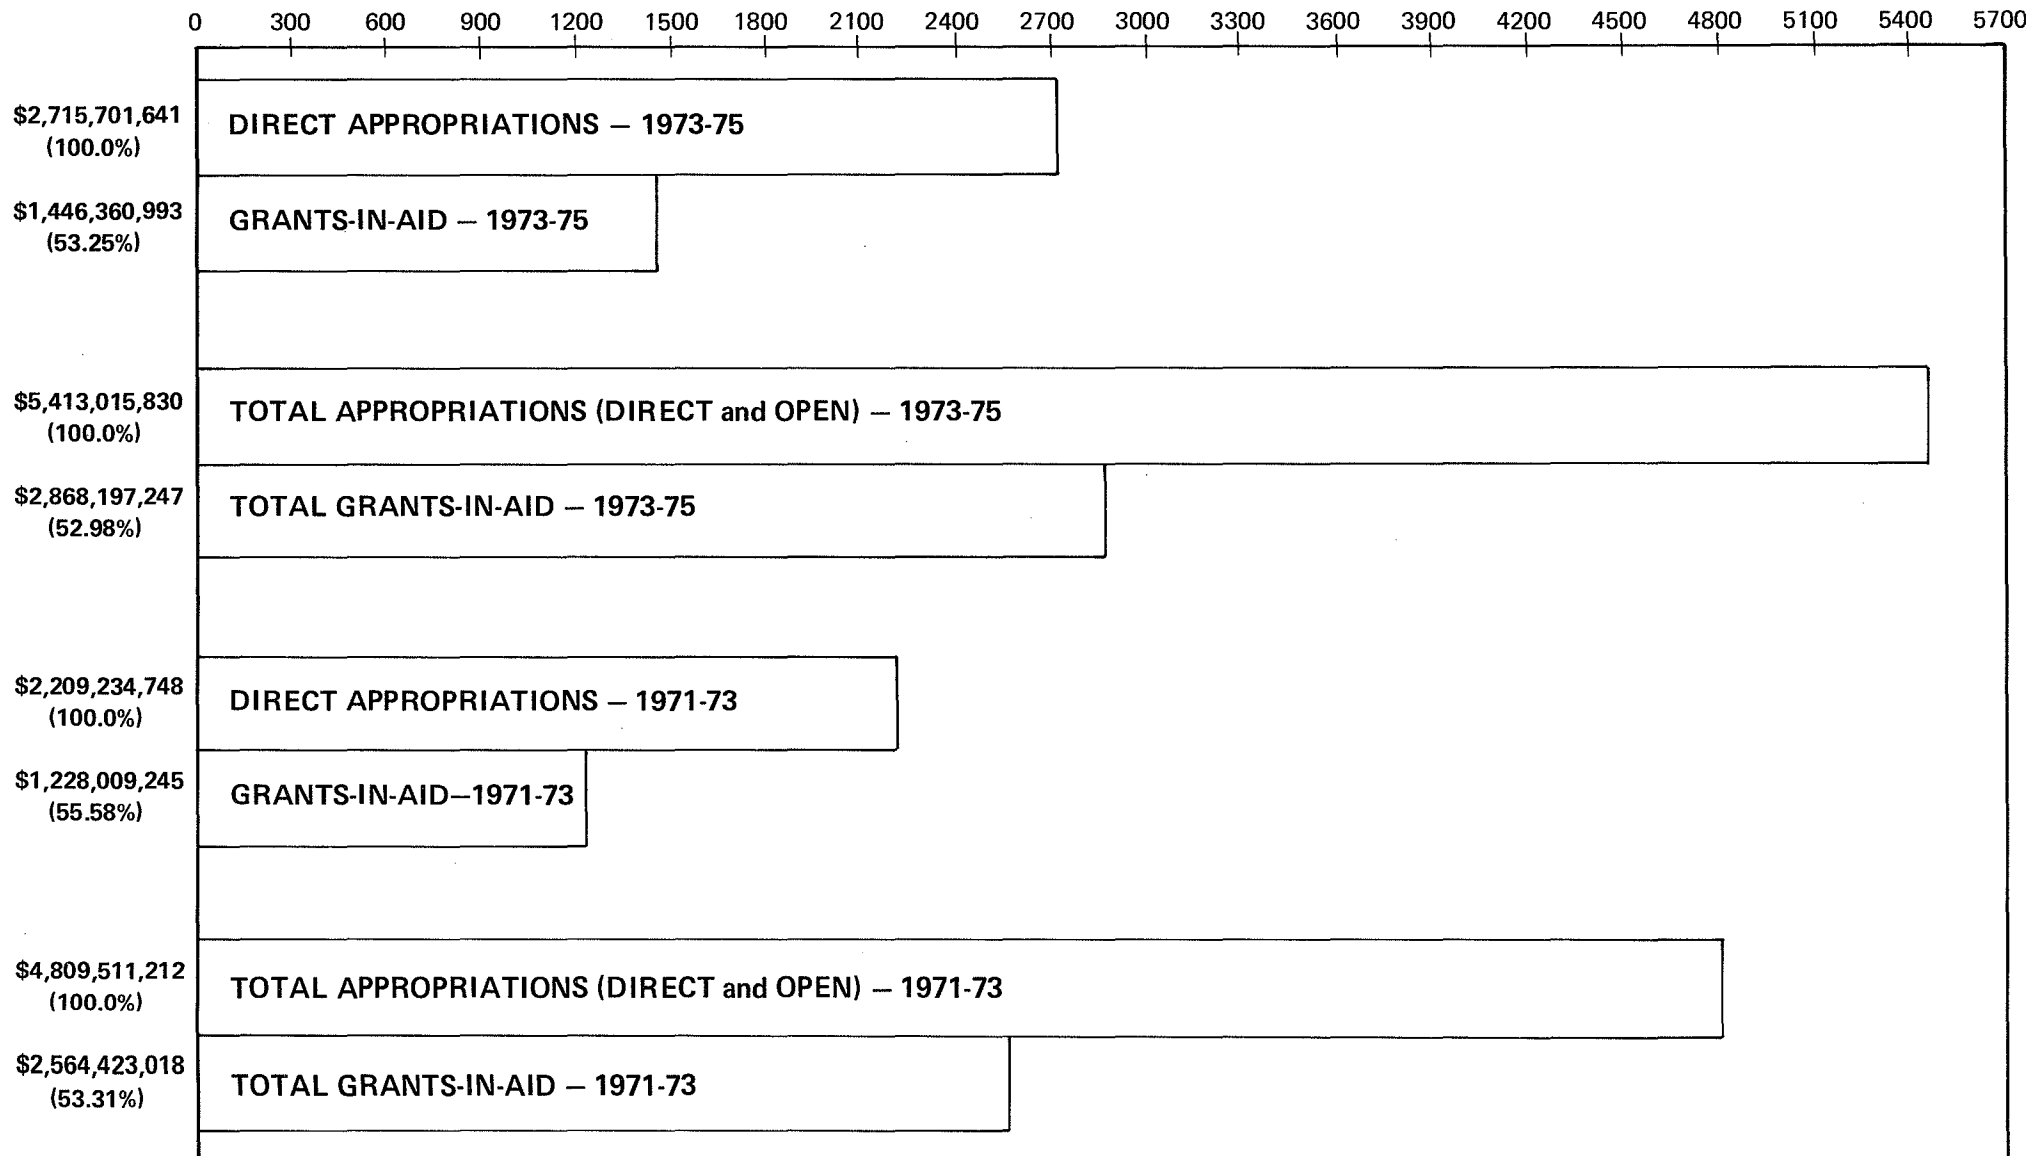 0 300 600 900 1200 1500 1800 2100 2400 2700 3000 3300 3600 3900 4200 4500 4800 5100 5400 5700
$2,715,701,641
(100.0%)
DIRECT APPROPRIATIONS — 1973-75
$1,446,360,993
(53.25%)
GRANTS-IN-AID — 1973-75
$5,413,015,830
(100.0%)
TOTAL APPROPRIATIONS (DIRECT and OPEN) — 1973-75
$2,868,197,247
(52.98%)
TOTAL GRANTS-IN-AID — 1973-75
$2,209,234,748
(100.0%)
DIRECT APPROPRIATIONS — 1971-73
$1,228,009,245
(55.58%)
GRANTS-IN-AID—1971-73
$4,809,511,212
(100.0%)
TOTAL APPROPRIATIONS (DIRECT and OPEN) — 1971-73
$2,564,423,018
(53.31%)
TOTAL GRANTS-IN-AID — 1971-73